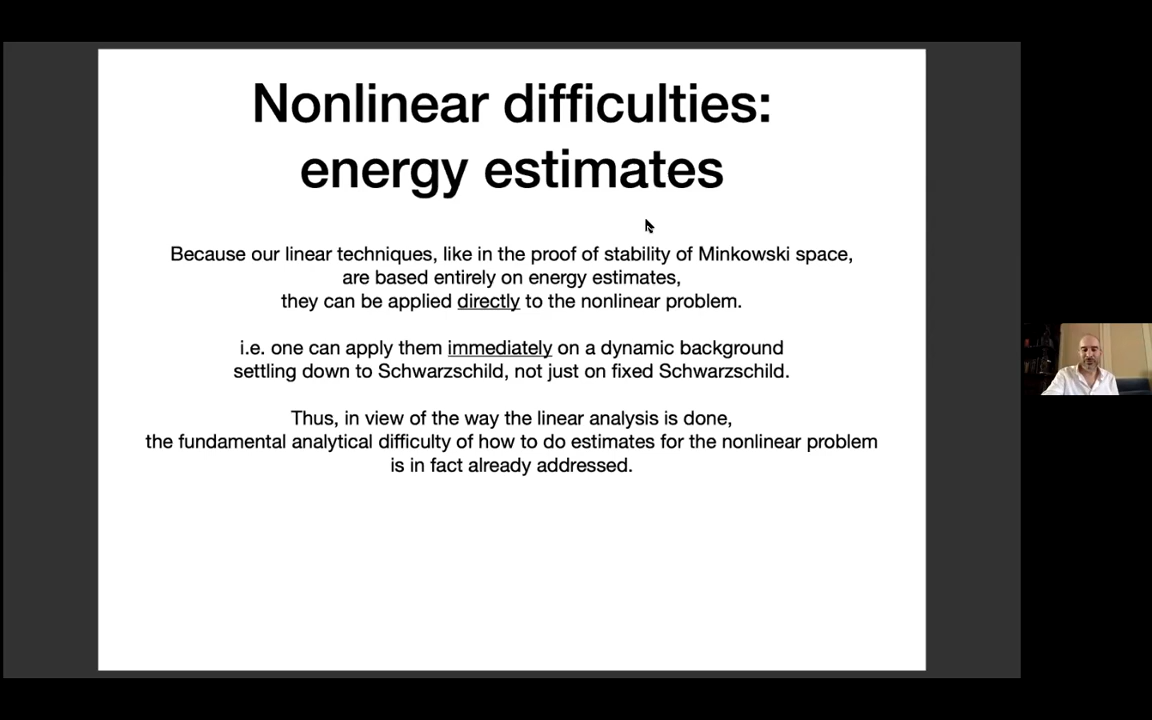 Nonlinear difficulties:
energy estimates
Because our linear techniques, like in the proof of stability of Minkowski space,
are based entirely on energy estimates,
they can be applied directly to the nonlinear problem.
i.e. one can apply them immediately on a dynamic background
settling down to Schwarzschild, not just on fixed Schwarzschild.
Thus, in view of the way the linear analysis is done,
the fundamental analytical difficulty of how to do estimates for the nonlinear problem
is in fact already addressed.